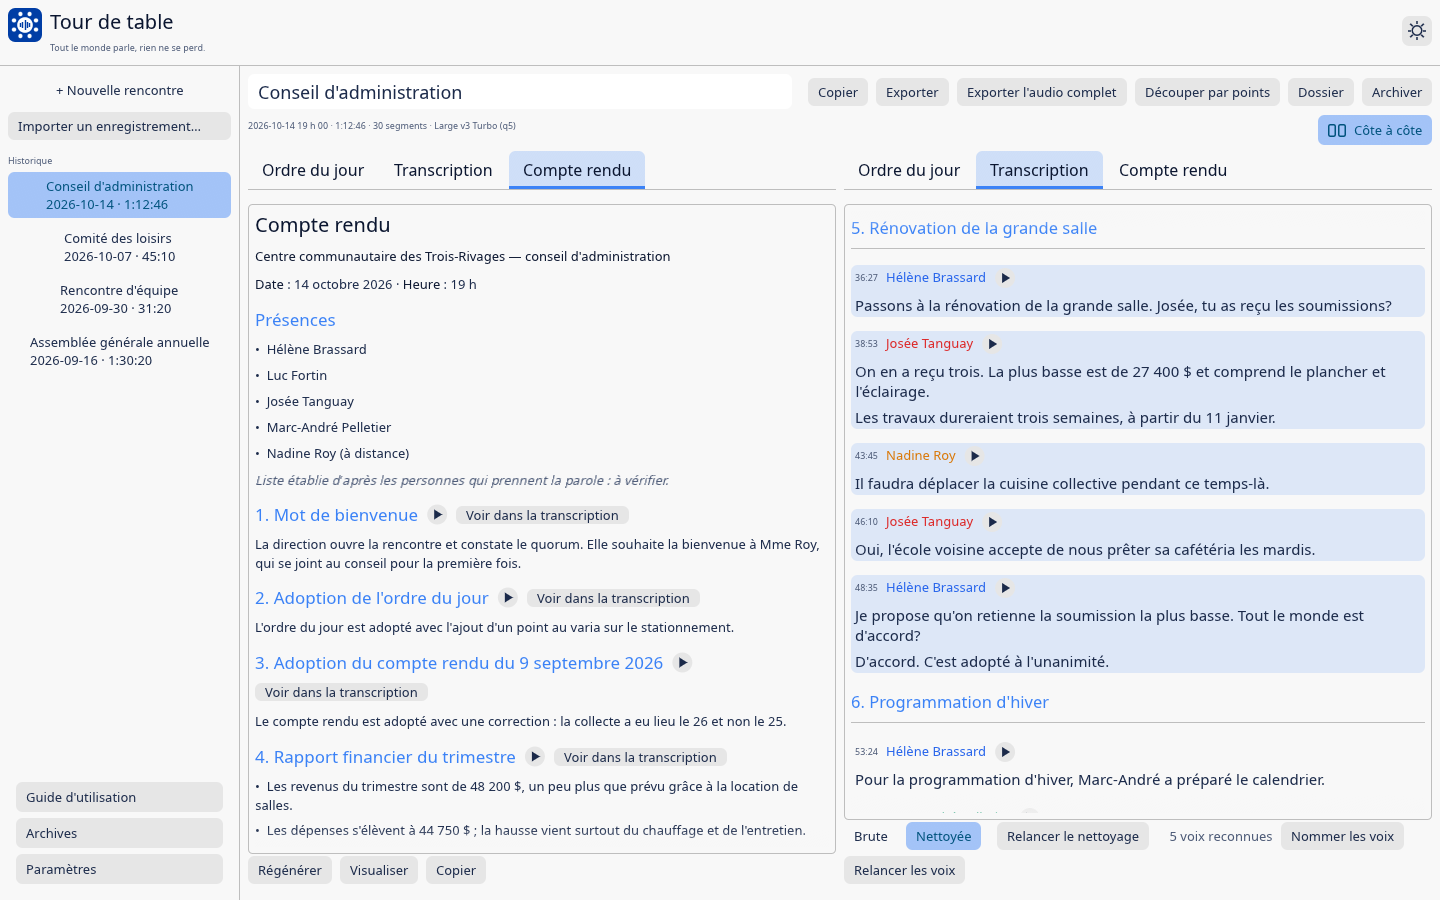 Tour de table
Tout le monde parle, rien ne se perd.
+ Nouvelle rencontre
Importer un enregistrement...
Historique
Conseil d'administration
2026-10-14 · 1:12:46
Comité des loisirs
2026-10-07 · 45:10
Rencontre d'équipe
2026-09-30 · 31:20
Assemblée générale annuelle
2026-09-16 · 1:30:20
Guide d'utilisation
Archives
Paramètres
Conseil d'administration
Copier
Exporter
Exporter l'audio complet
Découper par points
Dossier
Archiver
2026-10-14 19 h 00 · 1:12:46 · 30 segments · Large v3 Turbo (q5)
Côte à côte
Ordre du jour
Transcription
Compte rendu
Compte rendu
Centre communautaire des Trois-Rivages — conseil d'administration
Date : 14 octobre 2026 · Heure : 19 h
Présences
• Hélène Brassard
• Luc Fortin
• Josée Tanguay
• Marc-André Pelletier
• Nadine Roy (à distance)
Liste établie d'après les personnes qui prennent la parole : à vérifier.
1. Mot de bienvenue
Voir dans la transcription
La direction ouvre la rencontre et constate le quorum. Elle souhaite la bienvenue à Mme Roy,
qui se joint au conseil pour la première fois.
2. Adoption de l'ordre du jour
Voir dans la transcription
L'ordre du jour est adopté avec l'ajout d'un point au varia sur le stationnement.
3. Adoption du compte rendu du 9 septembre 2026
Voir dans la transcription
Le compte rendu est adopté avec une correction : la collecte a eu lieu le 26 et non le 25.
4. Rapport financier du trimestre
Voir dans la transcription
• Les revenus du trimestre sont de 48 200 $, un peu plus que prévu grâce à la location de
salles.
• Les dépenses s'élèvent à 44 750 $ ; la hausse vient surtout du chauffage et de l'entretien.
Régénérer
Visualiser
Copier
Ordre du jour
Transcription
Compte rendu
5. Rénovation de la grande salle
36:27 Hélène Brassard
Passons à la rénovation de la grande salle. Josée, tu as reçu les soumissions?
38:53 Josée Tanguay
On en a reçu trois. La plus basse est de 27 400 $ et comprend le plancher et
l'éclairage.
Les travaux dureraient trois semaines, à partir du 11 janvier.
43:45 Nadine Roy
Il faudra déplacer la cuisine collective pendant ce temps-là.
46:10 Josée Tanguay
Oui, l'école voisine accepte de nous prêter sa cafétéria les mardis.
48:35 Hélène Brassard
Je propose qu'on retienne la soumission la plus basse. Tout le monde est
d'accord?
D'accord. C'est adopté à l'unanimité.
6. Programmation d'hiver
53:24 Hélène Brassard
Pour la programmation d'hiver, Marc-André a préparé le calendrier.
Brute
Nettoyée
Relancer le nettoyage
5 voix reconnues
Nommer les voix
Relancer les voix